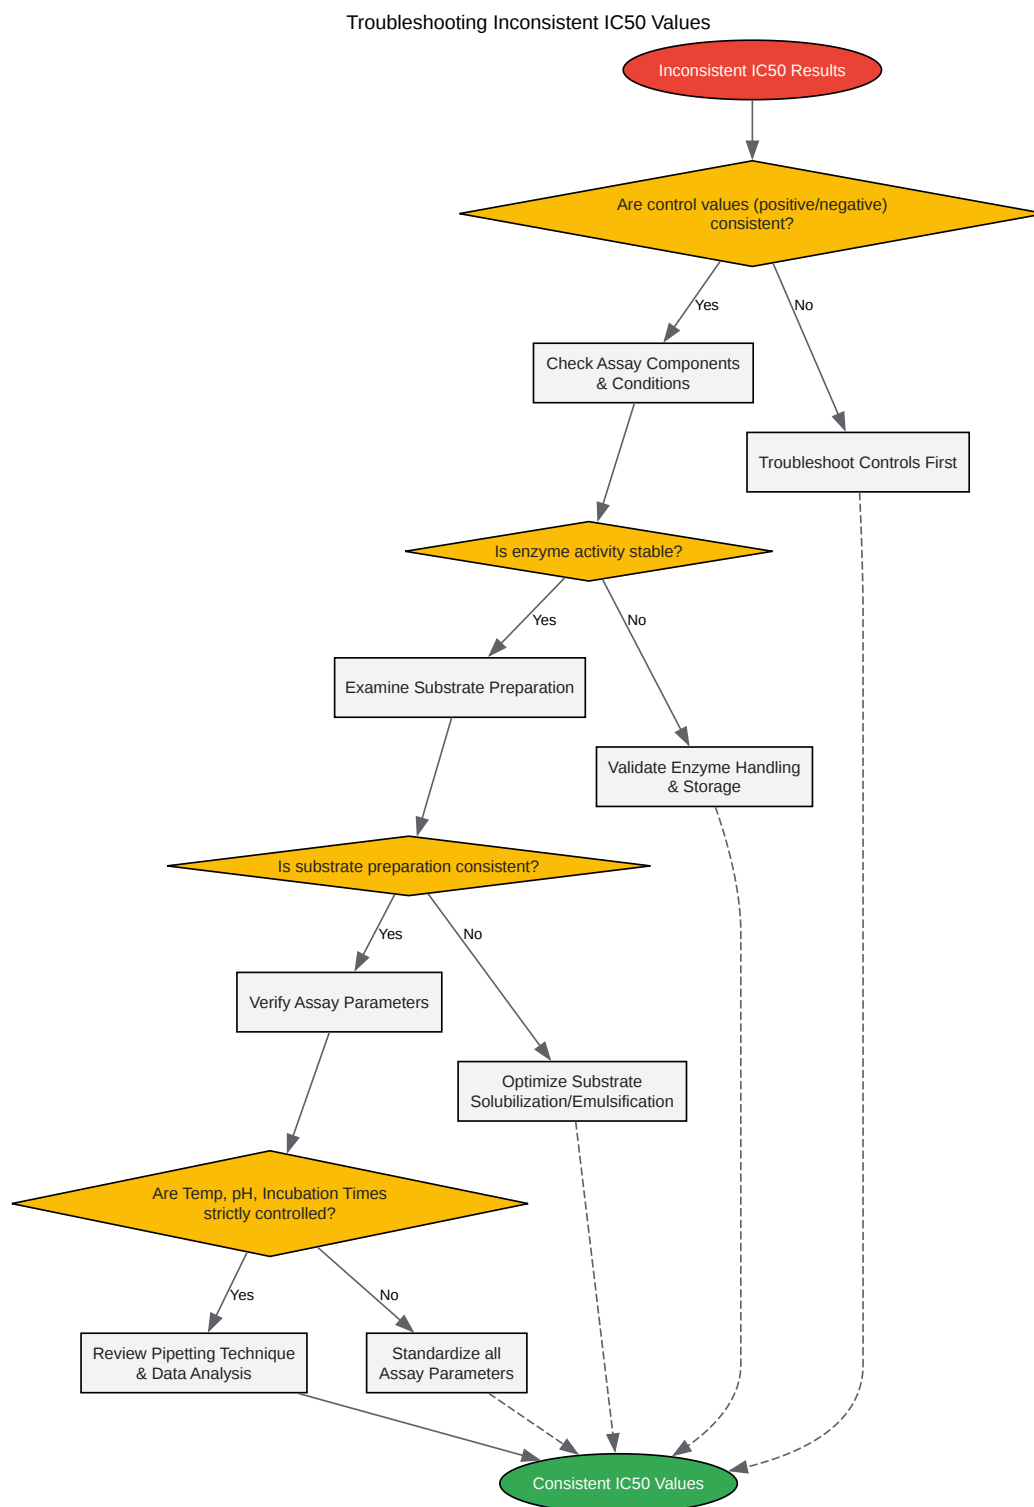 Troubleshooting Inconsistent IC50 Values
Inconsistent IC50 Results
Are control values (positive/negative)
consistent?
Yes
No
Check Assay Components
& Conditions
Troubleshoot Controls First
Is enzyme activity stable?
Yes
No
Examine Substrate Preparation
Validate Enzyme Handling
& Storage
Is substrate preparation consistent?
Yes
No
Verify Assay Parameters
Optimize Substrate
Solubilization/Emulsification
Are Temp, pH, Incubation Times
strictly controlled?
Yes
No
Review Pipetting Technique
& Data Analysis
Standardize all
Assay Parameters
Consistent IC50 Values